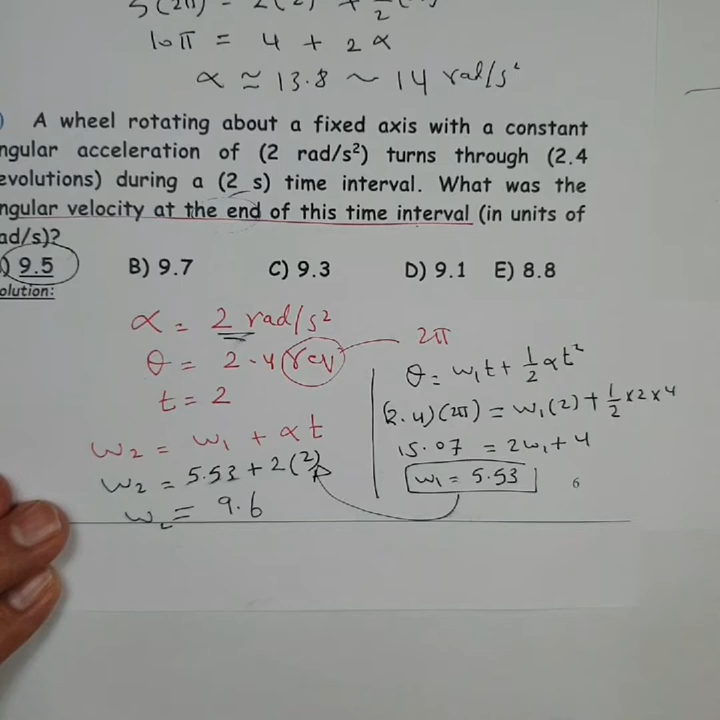 10π = 4 + 2α
α ≃ 13.8 ~ 14 rad/s²
) A wheel rotating about a fixed axis with a constant
ngular acceleration of (2 rad/s²) turns through (2.4
evolutions) during a (2 s) time interval. What was the
ngular velocity at the end of this time interval (in units of
ad/s)?
) 9.5 B) 9.7 C) 9.3 D) 9.1 E) 8.8
olution:
α = 2 rad/s²
θ = 2.4 rev 2π
t = 2
ω₂ = ω₁ + αt
ω₂ = 5.53 + 2(2)
ω₂ = 9.6
θ = ω₁t + ½αt²
(2.4)(2π) = ω₁(2) + ½×2×4
15.07 = 2ω₁ + 4
ω₁ = 5.53
6